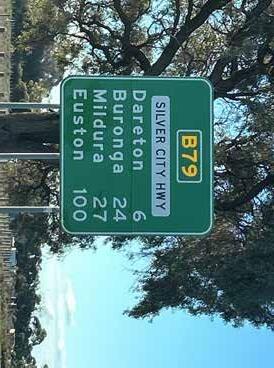 B79
SILVER CITY HWY
Dareton 6
Buronga 24
Mildura 27
Euston 100